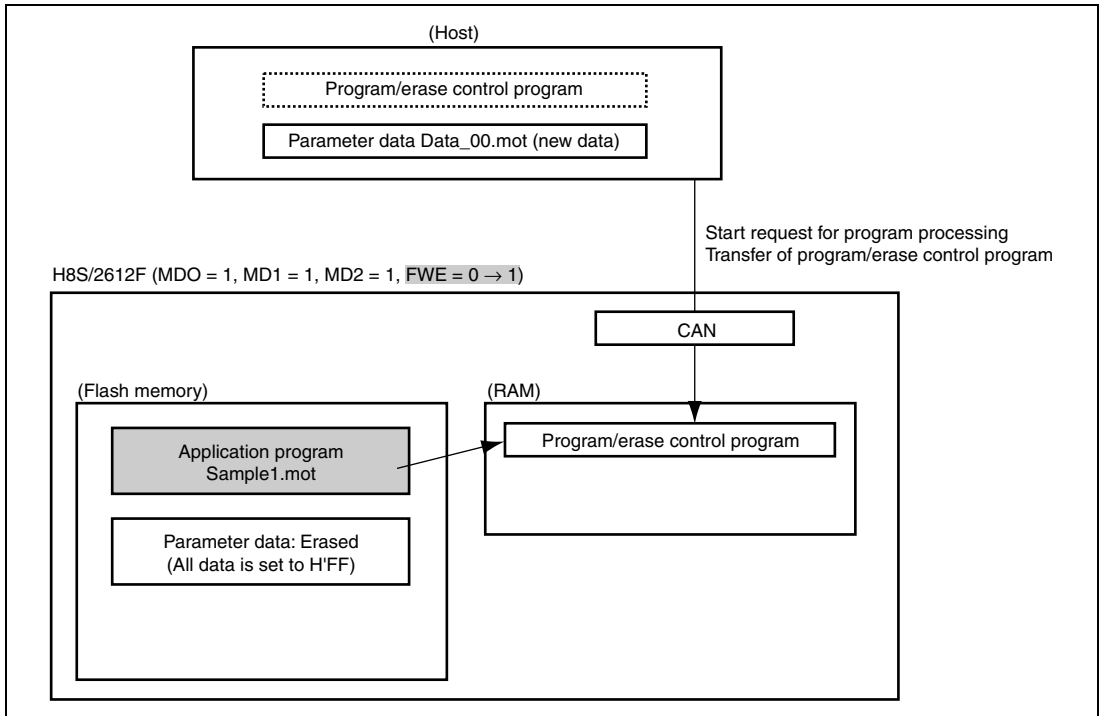 (Host)
Program/erase control program
Parameter data Data_00.mot (new data)
Start request for program processing
Transfer of program/erase control program
H8S/2612F (MDO = 1, MD1 = 1, MD2 = 1, FWE = 0 → 1)
CAN
(Flash memory)
(RAM)
Application program
Sample1.mot
Program/erase control program
Parameter data: Erased
(All data is set to H'FF)